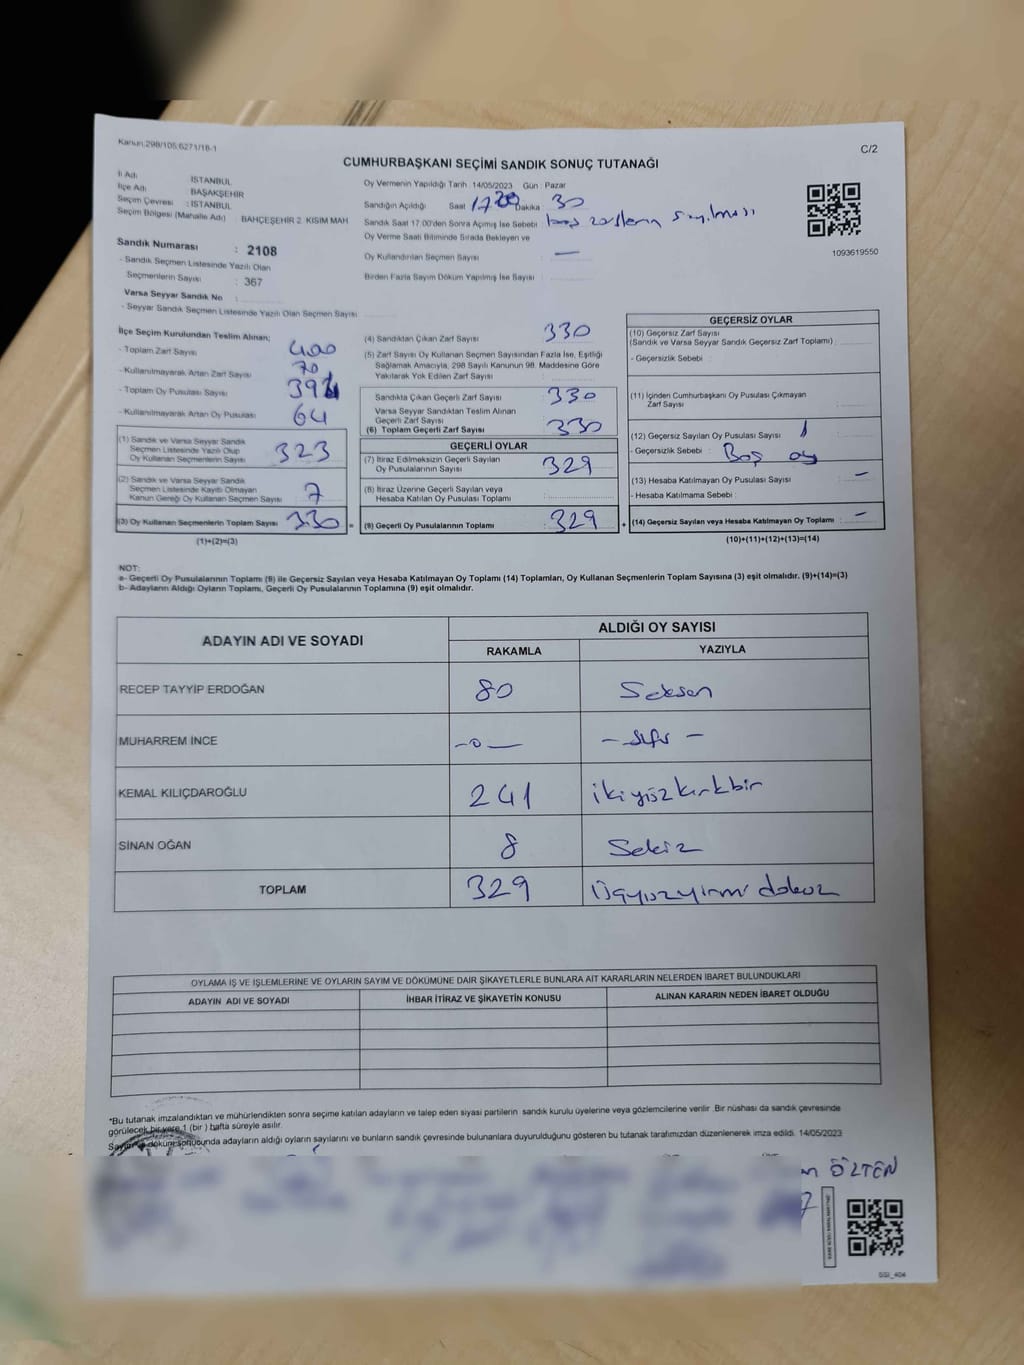 Kanun:298/105;6271/16-1
C/2
CUMHURBAŞKANI SEÇİMİ SANDIK SONUÇ TUTANAĞI
İl Adı : İSTANBUL
İlçe Adı : BAŞAKŞEHİR
Seçim Çevresi : İSTANBUL
Seçim Bölgesi (Mahalle Adı) BAHÇEŞEHİR 2. KISIM MAH
Sandık Numarası : 2108
- Sandık Seçmen Listesinde Yazılı Olan
Seçmenlerin Sayısı : 367
Varsa Seyyar Sandık No :
- Seyyar Sandık Seçmen Listesinde Yazılı Olan Seçmen Sayısı :
Oy Vermenin Yapıldığı Tarih 14/05/2023 Gün : Pazar
Sandığın Açıldığı Saat Dakika 30
Sandık Saat 17:00'den Sonra Açımış İse Sebebi : boş zarfların sayılması
Oy Verme Saati Bitiminde Sırada Bekleyen ve
Oy Kullandırılan Seçmen Sayısı : —
Birden Fazla Sayım Döküm Yapılmış İse Sayısı :
1093619550
İlçe Seçim Kurulundan Teslim Alınan;
- Toplam Zarf Sayısı : 400
- Kullanılmayarak Artan Zarf Sayısı : 70
- Toplam Oy Pusulası Sayısı :
- Kullanılmayarak Artan Oy Pusulası : 64
(1) Sandık ve Varsa Seyyar Sandık
Seçmen Listesinde Yazılı Olup
Oy Kullanan Seçmenlerin Sayısı : 323
(2) Sandık ve Varsa Seyyar Sandık
Seçmen Listesinde Kayıtlı Olmayan
Kanun Gereği Oy Kullanan Seçmen Sayısı : 7
(3) Oy Kullanan Seçmenlerin Toplam Sayısı : 330 =
(1)+(2)=(3)
(4) Sandıktan Çıkan Zarf Sayısı : 330
(5) Zarf Sayısı Oy Kullanan Seçmen Sayısından Fazla İse, Eşitliği
Sağlamak Amacıyla, 298 Sayılı Kanunun 98. Maddesine Göre
Yakılarak Yok Edilen Zarf Sayısı :
Sandıkta Çıkan Geçerli Zarf Sayısı : 330
Varsa Seyyar Sandıktan Teslim Alınan
Geçerli Zarf Sayısı :
(6) Toplam Geçerli Zarf Sayısı : 330
GEÇERLİ OYLAR
(7) İtiraz Edilmeksizin Geçerli Sayılan
Oy Pusulalarının Sayısı : 329
(8) İtiraz Üzerine Geçerli Sayılan veya
Hesaba Katılan Oy Pusulası Toplamı :
(9) Geçerli Oy Pusulalarının Toplamı : 329 +
GEÇERSİZ OYLAR
(10) Geçersiz Zarf Sayısı
(Sandık ve Varsa Seyyar Sandık Geçersiz Zarf Toplamı) :
- Geçersizlik Sebebi :
(11) İçinden Cumhurbaşkanı Oy Pusulası Çıkmayan
Zarf Sayısı :
(12) Geçersiz Sayılan Oy Pusulası Sayısı : 1
- Geçersizlik Sebebi : Boş oy
(13) Hesaba Katılmayan Oy Pusulası Sayısı : —
- Hesaba Katılmama Sebebi :
(14) Geçersiz Sayılan veya Hesaba Katılmayan Oy Toplamı : —
(10)+(11)+(12)+(13)=(14)
NOT:
a- Geçerli Oy Pusulalarının Toplamı (9) ile Geçersiz Sayılan veya Hesaba Katılmayan Oy Toplamı (14) Toplamları, Oy Kullanan Seçmenlerin Toplam Sayısına (3) eşit olmalıdır. (9)+(14)=(3)
b- Adayların Aldığı Oyların Toplamı, Geçerli Oy Pusulalarının Toplamına (9) eşit olmalıdır.
ADAYIN ADI VE SOYADI ALDIĞI OY SAYISI
RAKAMLA YAZIYLA
RECEP TAYYİP ERDOĞAN 80 Seksen
MUHARREM İNCE -0- - sıfır -
KEMAL KILIÇDAROĞLU 241 ikiyüzkırkbir
SİNAN OĞAN 8 Sekiz
TOPLAM 329 Üçyüzyirmi dokuz
OYLAMA İŞ VE İŞLEMLERİNE VE OYLARIN SAYIM VE DÖKÜMÜNE DAİR ŞİKAYETLERLE BUNLARA AİT KARARLARIN NELERDEN İBARET BULUNDUKLARI
ADAYIN ADI VE SOYADI İHBAR İTİRAZ VE ŞİKAYETİN KONUSU ALINAN KARARIN NEDEN İBARET OLDUĞU
*Bu tutanak imzalandıktan ve mühürlendikten sonra seçime katılan adayların ve talep eden siyasi partilerin sandık kurulu üyelerine veya gözlemcilerine verilir. Bir nüshası da sandık çevresinde
görülecek bir yere 1 (bir) hafta süreyle asılır.
Sayım ve döküm sonucunda adayların aldığı oyların sayılarını ve bunların sandık çevresinde bulunanlara duyurulduğunu gösteren bu tutanak tarafımızdan düzenlenerek imza edildi. 14/05/2023
ÖZTEN
SSI_404